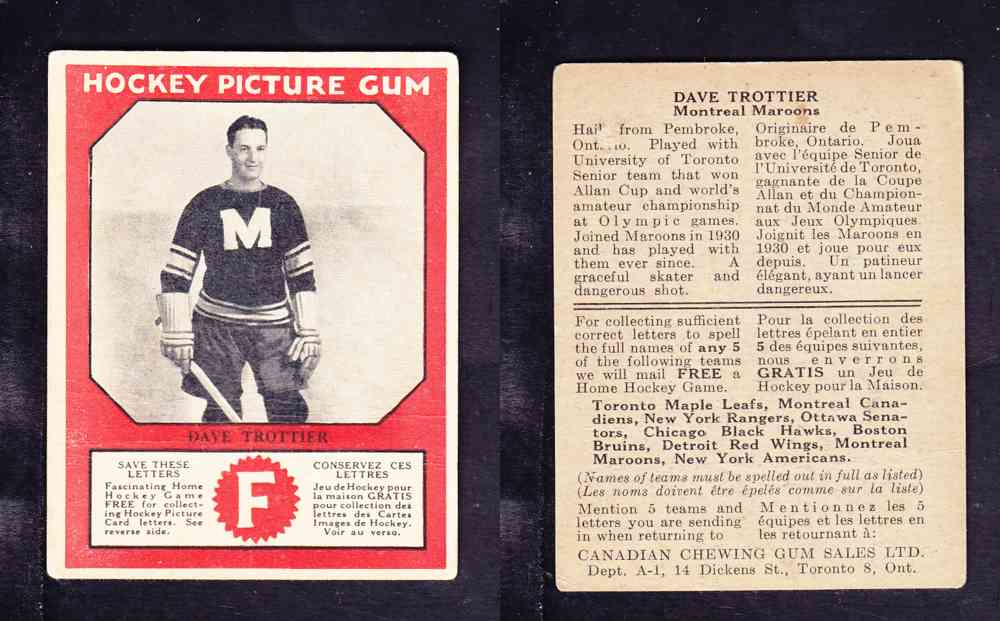 HOCKEY PICTURE GUM
DAVE TROTTIER
SAVE THESE
LETTERS
Fascinating Home
Hockey Game
FREE for collect-
ing Hockey Picture
Card letters. See
reverse side.
F
CONSERVEZ CES
LETTRES
Jeu de Hockey pour
la maison GRATIS
pour collection des
lettres des Cartes
Images de Hockey.
Voir au verso.
M
DAVE TROTTIER
Montreal Maroons
from Pembroke,
Played with
University of Toronto
Senior team that won
Allan Cup and world's
amateur championship
at Olympic games.
Joined Maroons in 1930
and has played with
them ever since. A
graceful skater and
dangerous shot.
Originaire de Pem-
broke, Ontario. Joua
avec l'équipe Senior de
l'Université de Toronto,
gagnante de la Coupe
Allan et du Champion-
nat du Monde Amateur
aux Jeux Olympiques.
Joignit les Maroons en
1930 et joue pour eux
depuis. Un patineur
élégant, ayant un lancer
dangereux.
For collecting sufficient
correct letters to spell
the full names of any 5
of the following teams
we will mail FREE a
Home Hockey Game.
Pour la collection des
lettres épelant en entier
5 des équipes suivantes,
nous enverrons
GRATIS un Jeu de
Hockey pour la Maison.
Toronto Maple Leafs, Montreal Cana-
diens, New York Rangers, Ottawa Sena-
tors, Chicago Black Hawks, Boston
Bruins, Detroit Red Wings, Montreal
Maroons, New York Americans.
(Names of teams must be spelled out in full as listed)
(Les noms doivent être épelés comme sur la liste)
Mention 5 teams and
letters you are sending
in when returning to
Mentionnez les 5
équipes et les lettres en
les retournant à:
CANADIAN CHEWING GUM SALES LTD.
Dept. A-1, 14 Dickens St., Toronto 8, Ont.